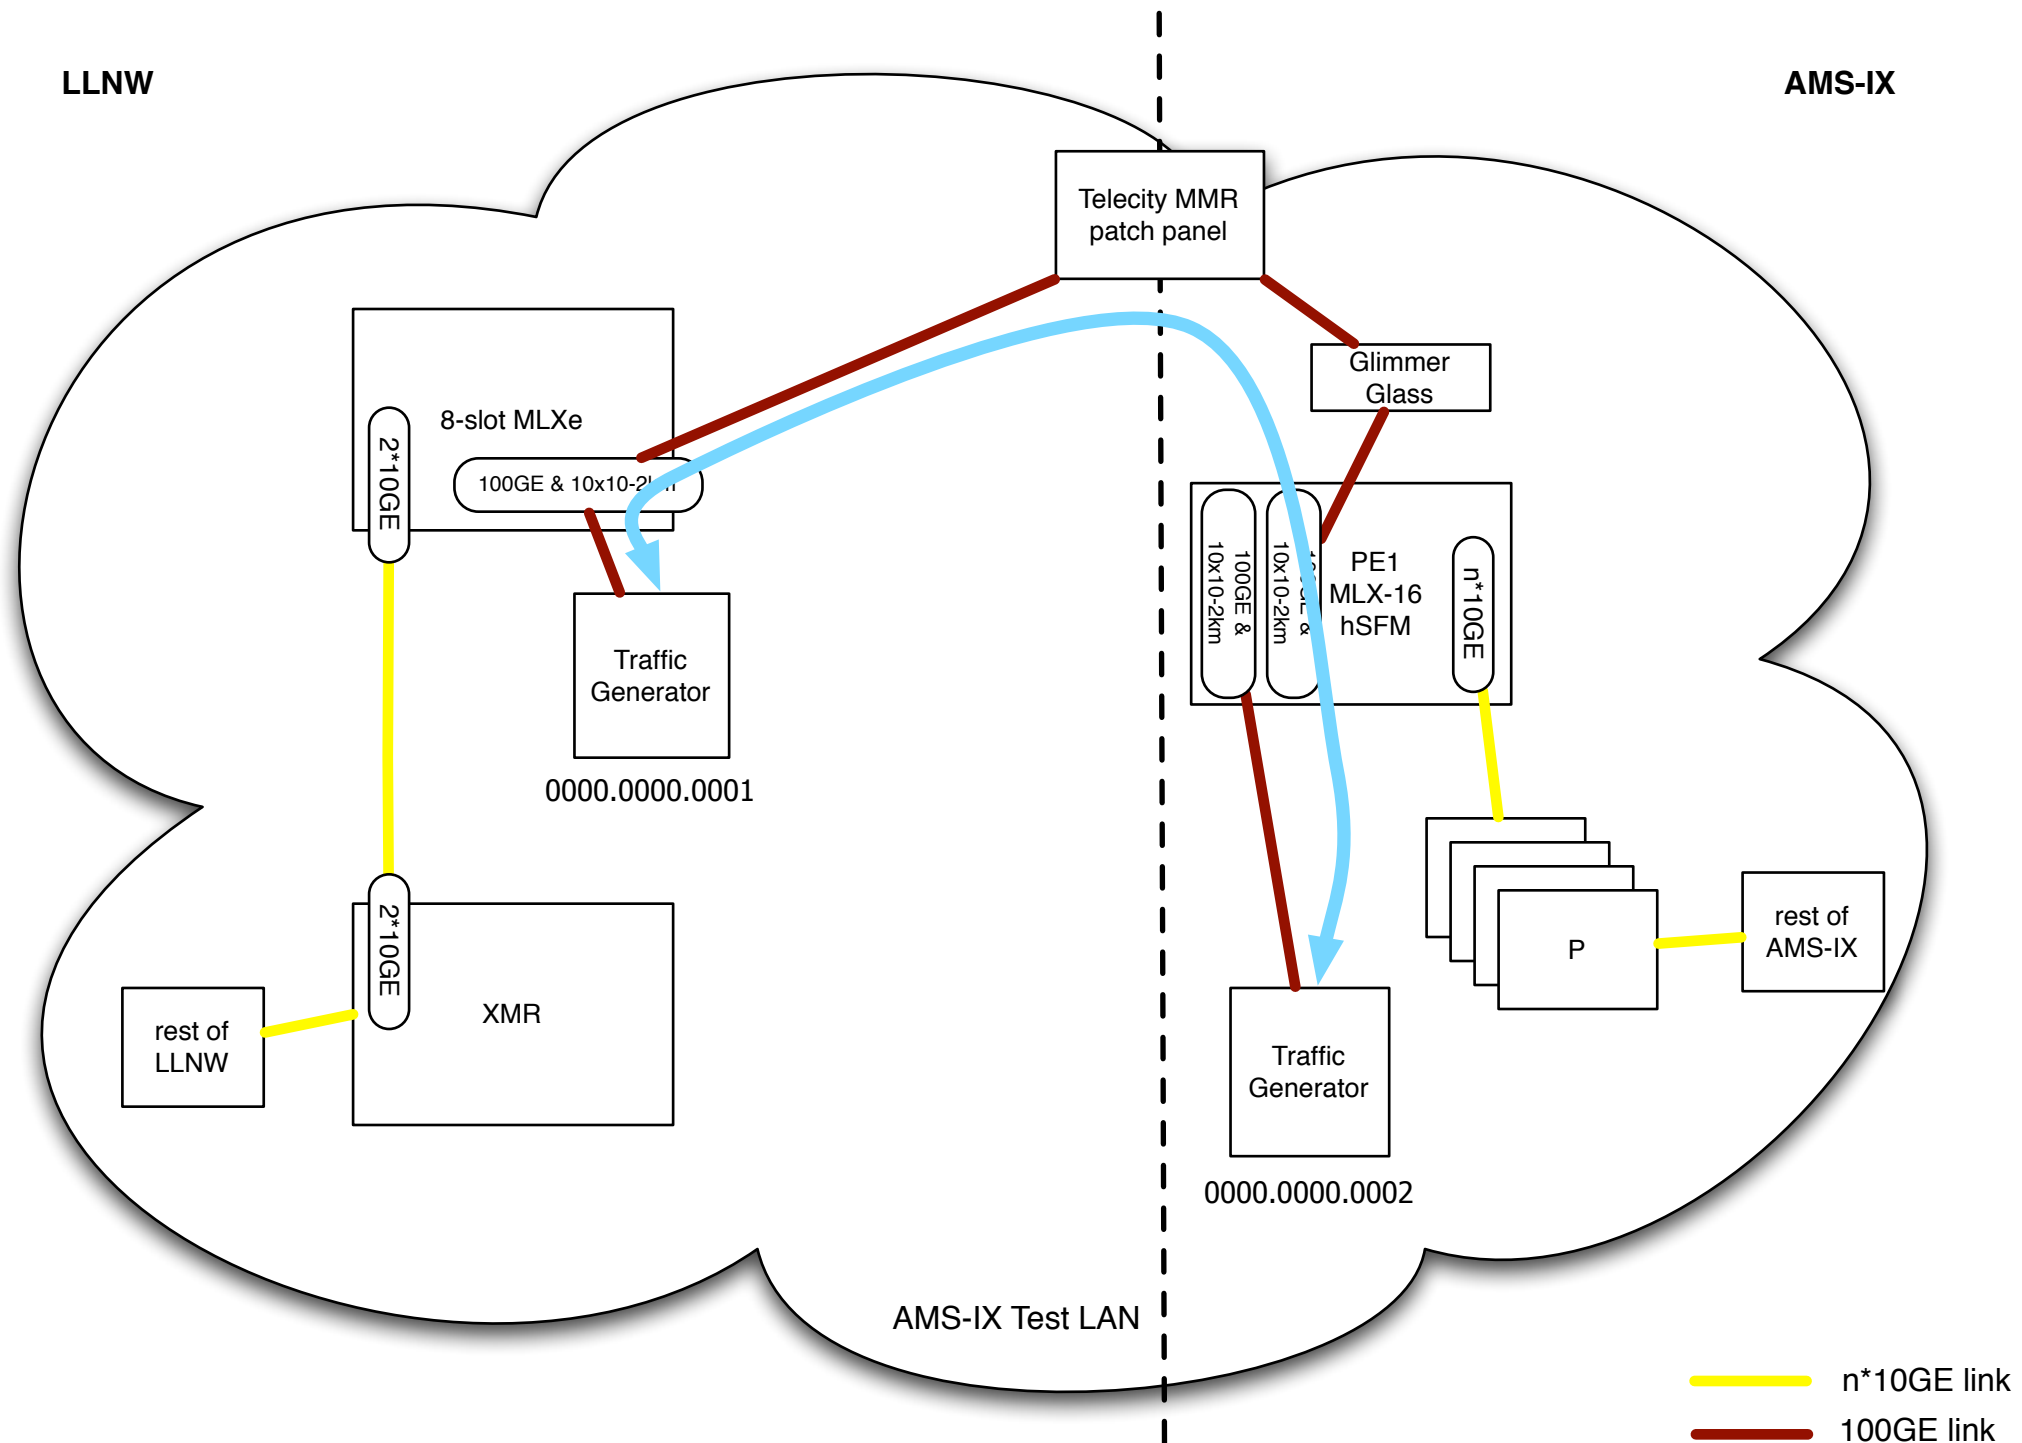 LLNW
AMS-IX
Telecity MMR
patch panel
Glimmer
Glass
8-slot MLXe
2*10GE
100GE & 10x10-2km
100GE &
10x10-2km
100GE &
10x10-2km
PE1
MLX-16
hSFM
n*10GE
Traffic
Generator
0000.0000.0001
2*10GE
XMR
rest of
LLNW
P
rest of
AMS-IX
Traffic
Generator
0000.0000.0002
AMS-IX Test LAN
n*10GE link
100GE link